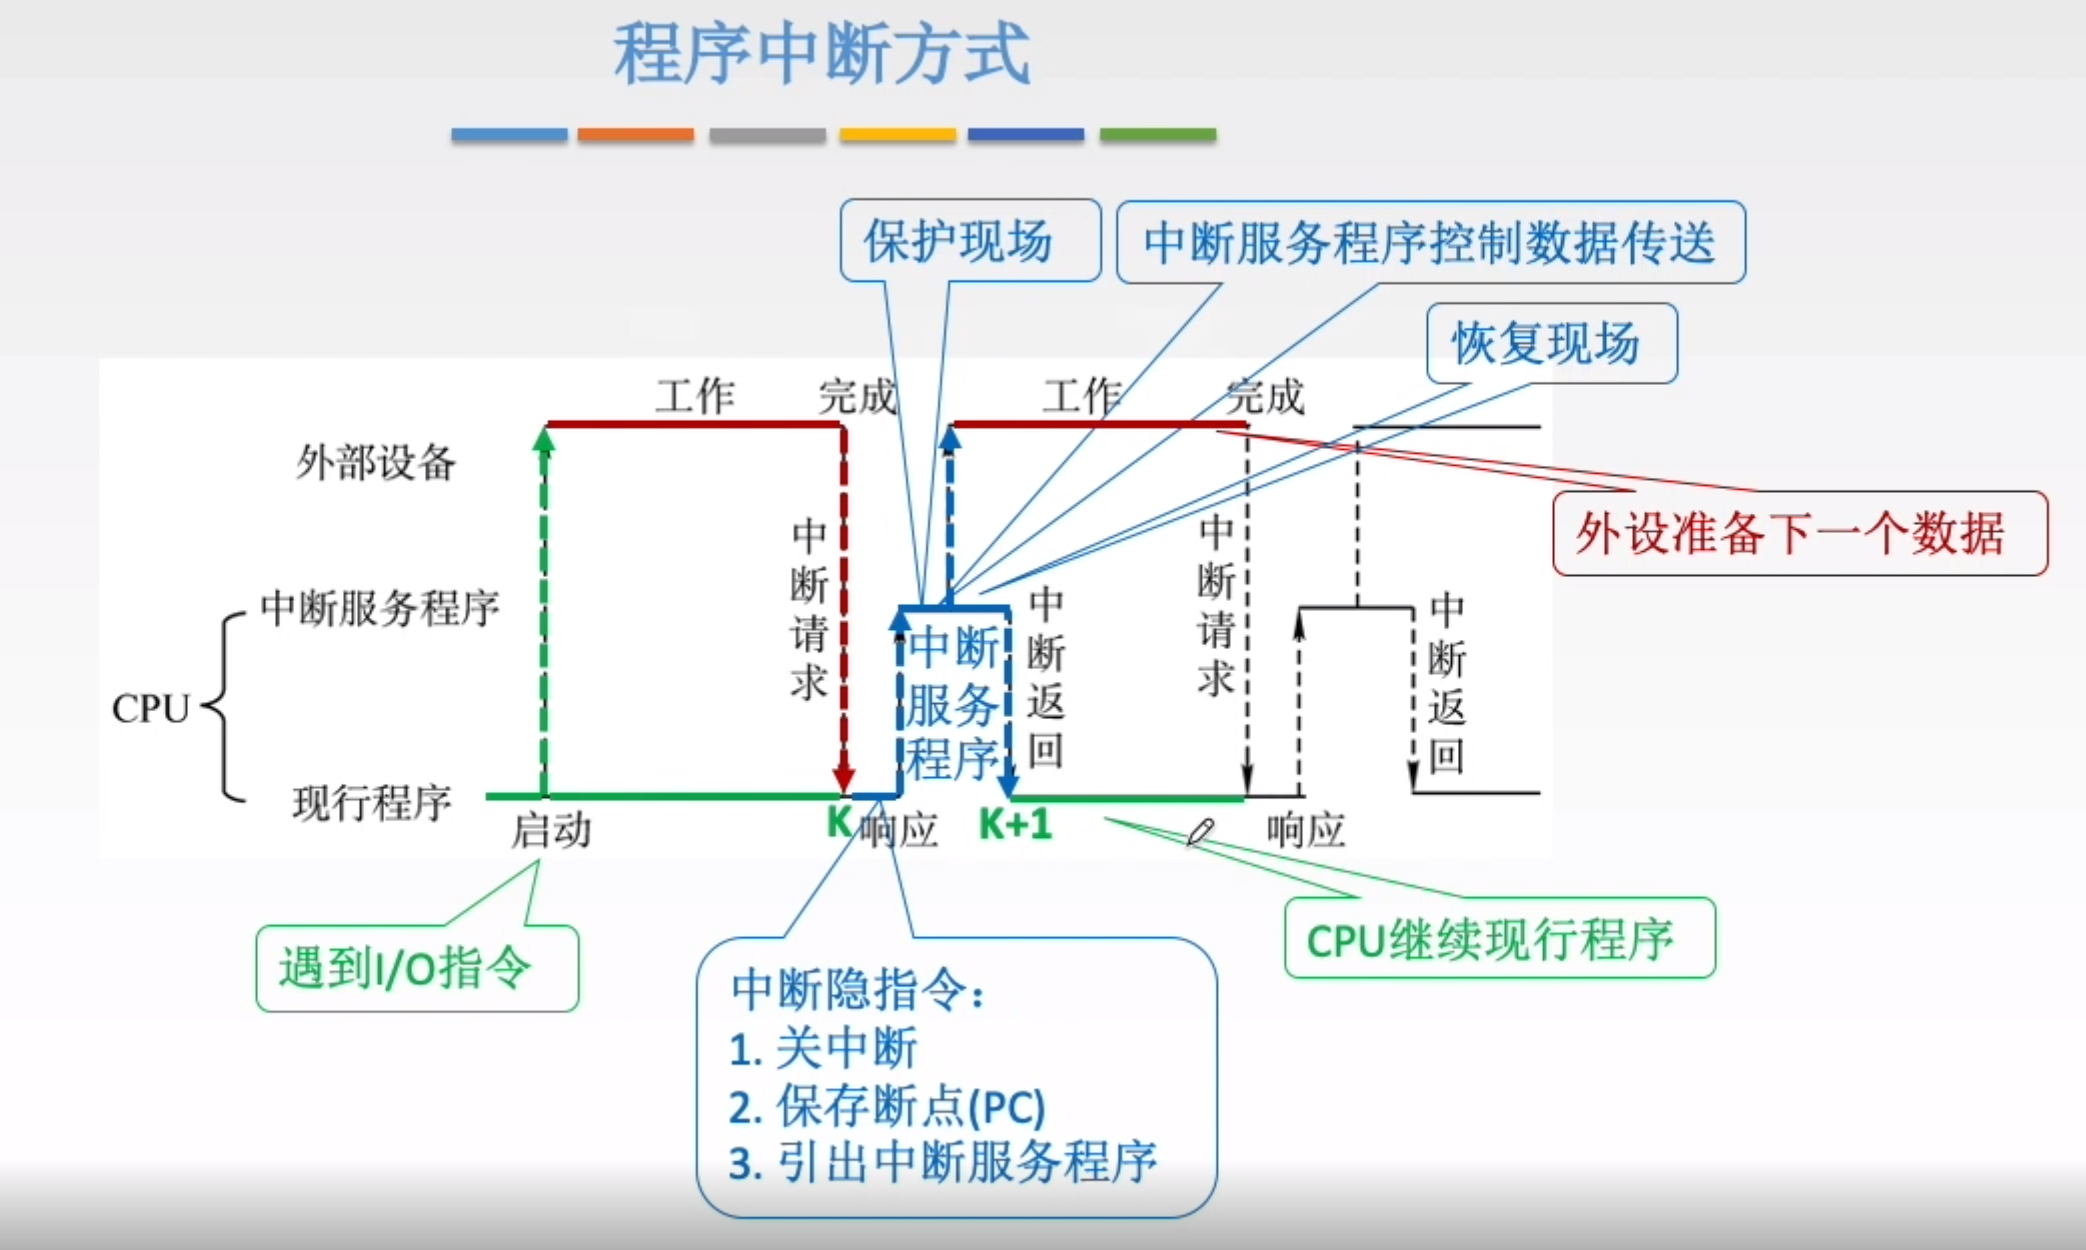 程序中断方式
保护现场
中断服务程序控制数据传送
恢复现场
工作
完成
工作
完成
外部设备
外设准备下一个数据
中断请求
中断请求
中断服务程序
中断服务程序
中断返回
中断返回
CPU
现行程序
启动
K
响应
K+1
响应
遇到I/O指令
CPU继续现行程序
中断隐指令：
1. 关中断
2. 保存断点(PC)
3. 引出中断服务程序